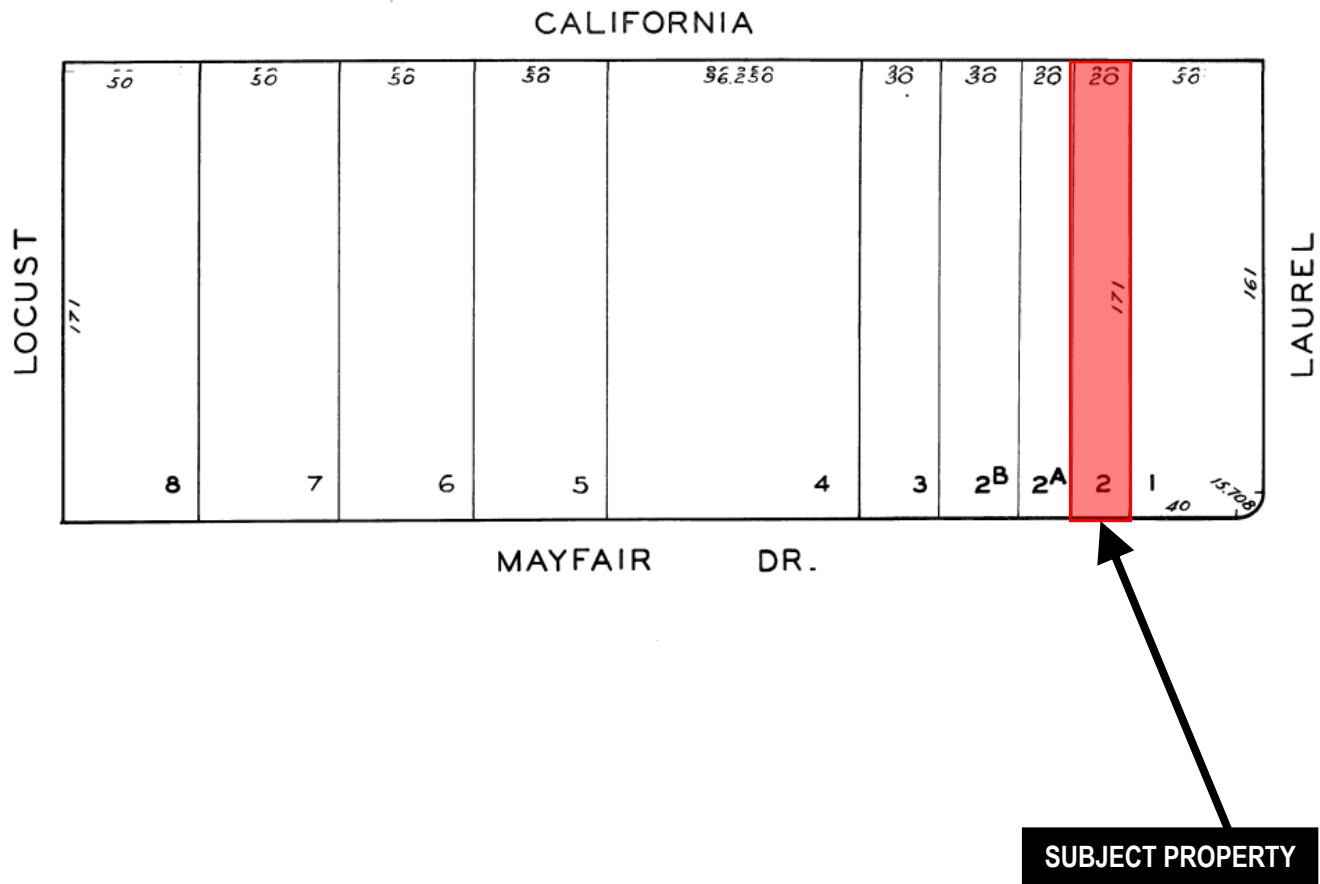 CALIFORNIA
50 50 50 50 96.250 30 30 20 20 50
LOCUST
171
171
161
LAUREL
8 7 6 5 4 3 2B 2A 2 1
15.708
40
MAYFAIR DR.
SUBJECT PROPERTY